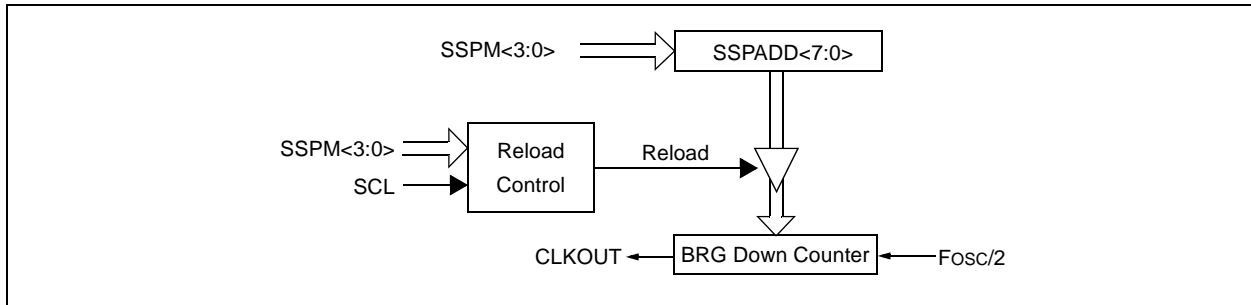 SSPM<3:0>
SSPADD<7:0>
SSPM<3:0>
SCL
Reload
Control
Reload
CLKOUT
BRG Down Counter
FOSC/2